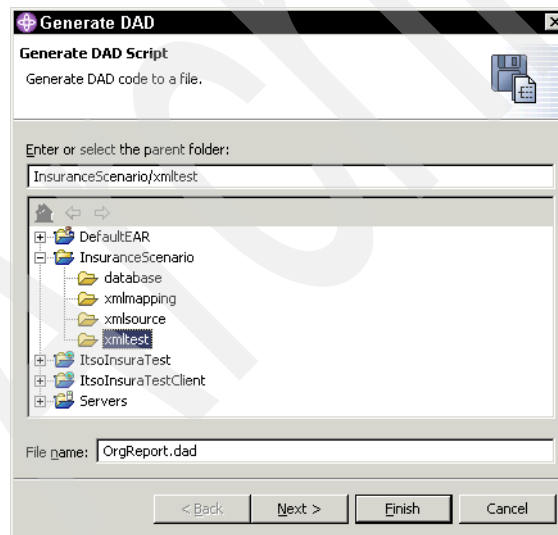 Generate DAD
Generate DAD Script
Generate DAD code to a file.
Enter or select the parent folder:
InsuranceScenario/xmltest
DefaultEAR
InsuranceScenario
database
xmlmapping
xmlsource
xmltest
ItsoInsuraTest
ItsoInsuraTestClient
Servers
File name: OrgReport.dad
< Back Next > Finish Cancel